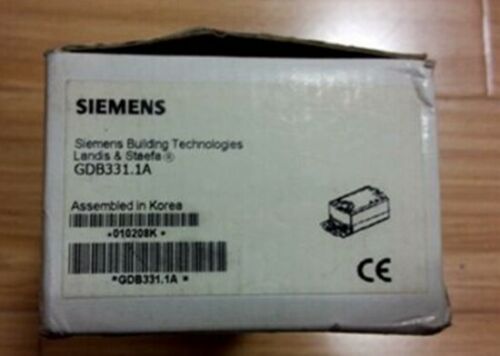 SIEMENS
Siemens Building Technologies
Landis & Staefa ®
GDB331.1A
Assembled in Korea
*010208K*
*GDB331.1A*
CE